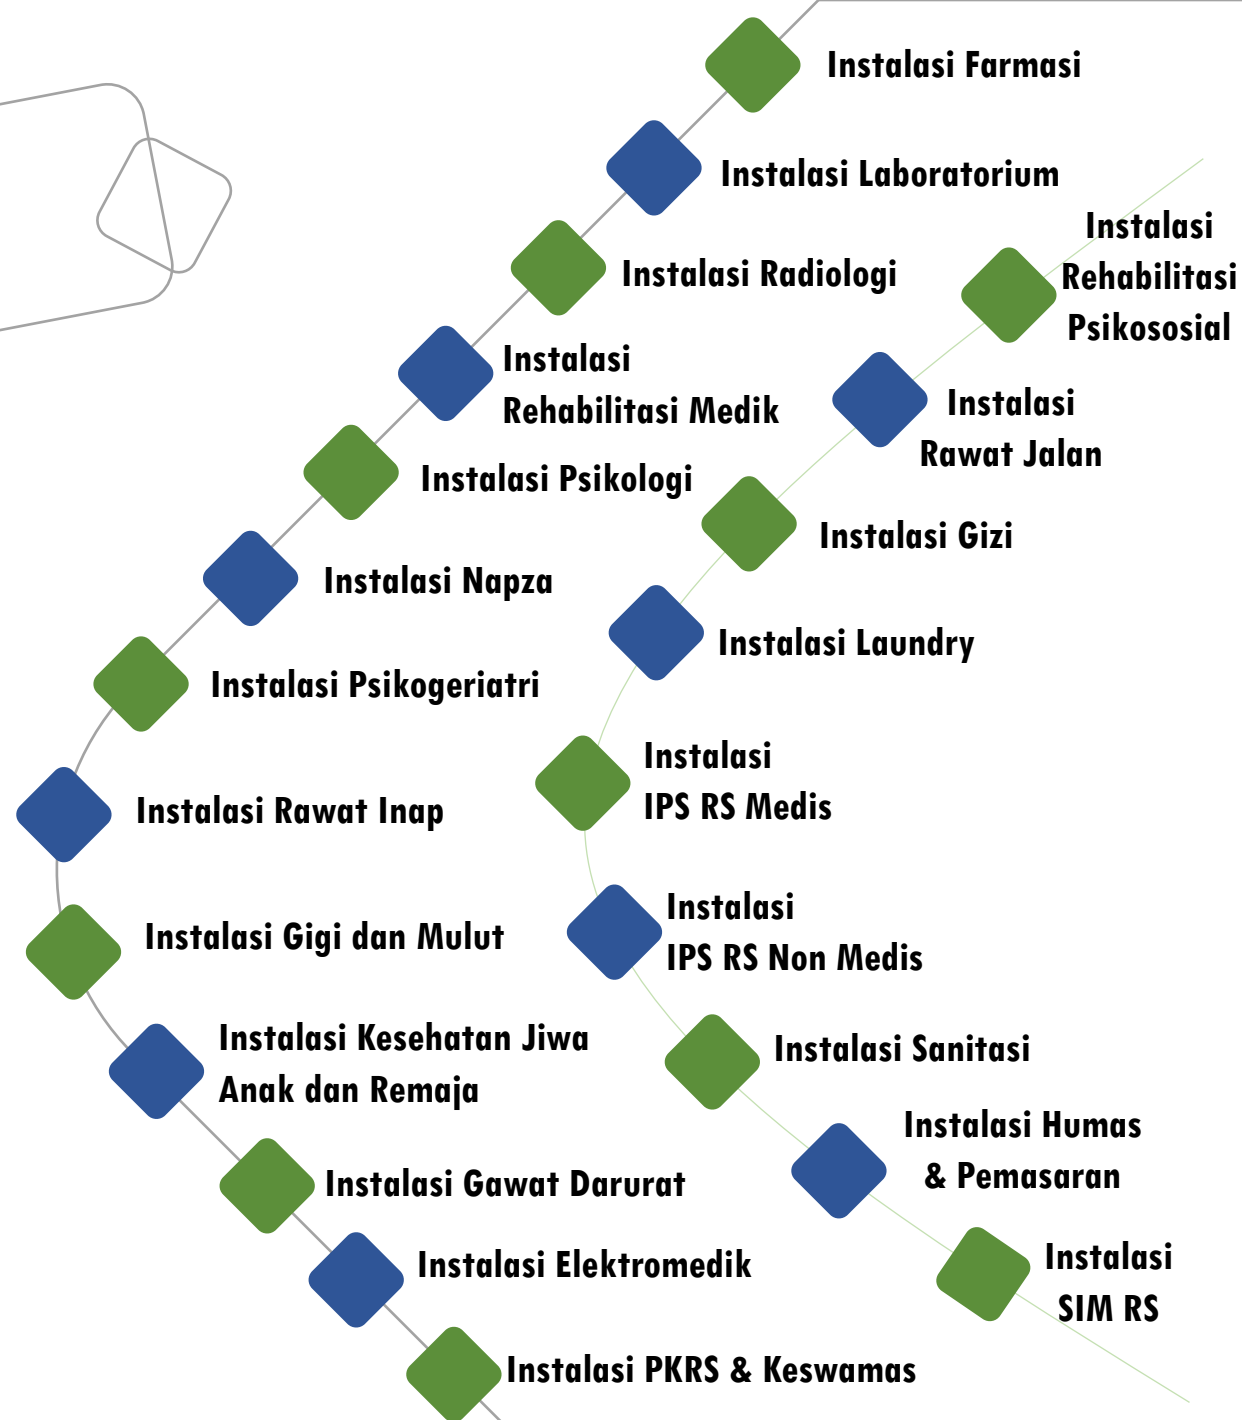 Instalasi Farmasi
Instalasi Laboratorium
Instalasi Radiologi
Instalasi
Rehabilitasi Medik
Instalasi Psikologi
Instalasi Napza
Instalasi Psikogeriatri
Instalasi Rawat Inap
Instalasi Gigi dan Mulut
Instalasi Kesehatan Jiwa
Anak dan Remaja
Instalasi Gawat Darurat
Instalasi Elektromedik
Instalasi PKRS & Keswamas
Instalasi
Rehabilitasi
Psikososial
Instalasi
Rawat Jalan
Instalasi Gizi
Instalasi Laundry
Instalasi
IPS RS Medis
Instalasi
IPS RS Non Medis
Instalasi Sanitasi
Instalasi Humas
& Pemasaran
Instalasi
SIM RS